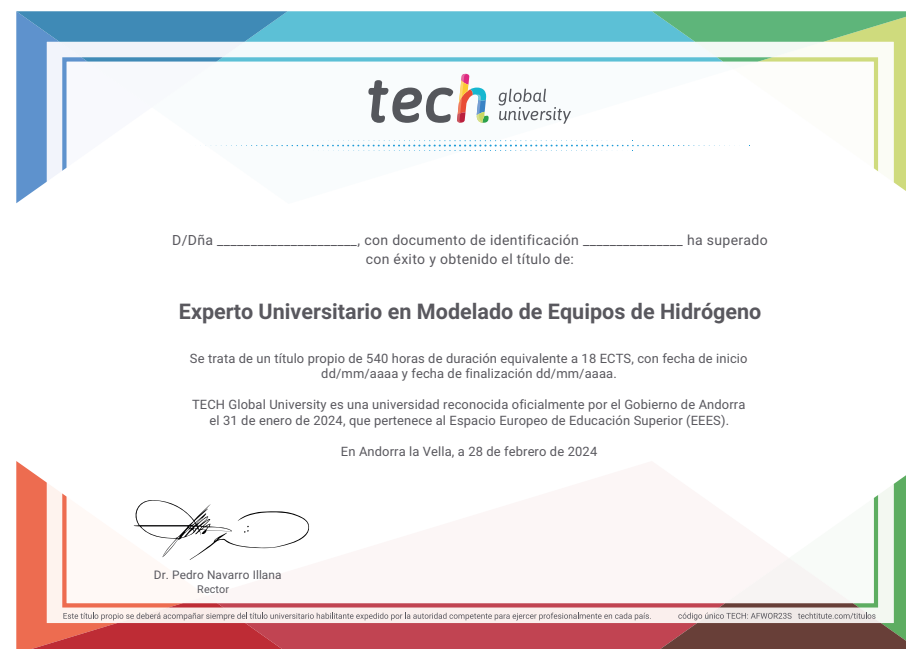 tech global university
D/Dña _____________________, con documento de identificación _______________ ha superado
con éxito y obtenido el título de:
Experto Universitario en Modelado de Equipos de Hidrógeno
Se trata de un título propio de 540 horas de duración equivalente a 18 ECTS, con fecha de inicio
dd/mm/aaaa y fecha de finalización dd/mm/aaaa.
TECH Global University es una universidad reconocida oficialmente por el Gobierno de Andorra
el 31 de enero de 2024, que pertenece al Espacio Europeo de Educación Superior (EEES).
En Andorra la Vella, a 28 de febrero de 2024
Dr. Pedro Navarro Illana
Rector
Este título propio se deberá acompañar siempre del título universitario habilitante expedido por la autoridad competente para ejercer profesionalmente en cada país. código único TECH: AFWOR23S techtitute.com/titulos